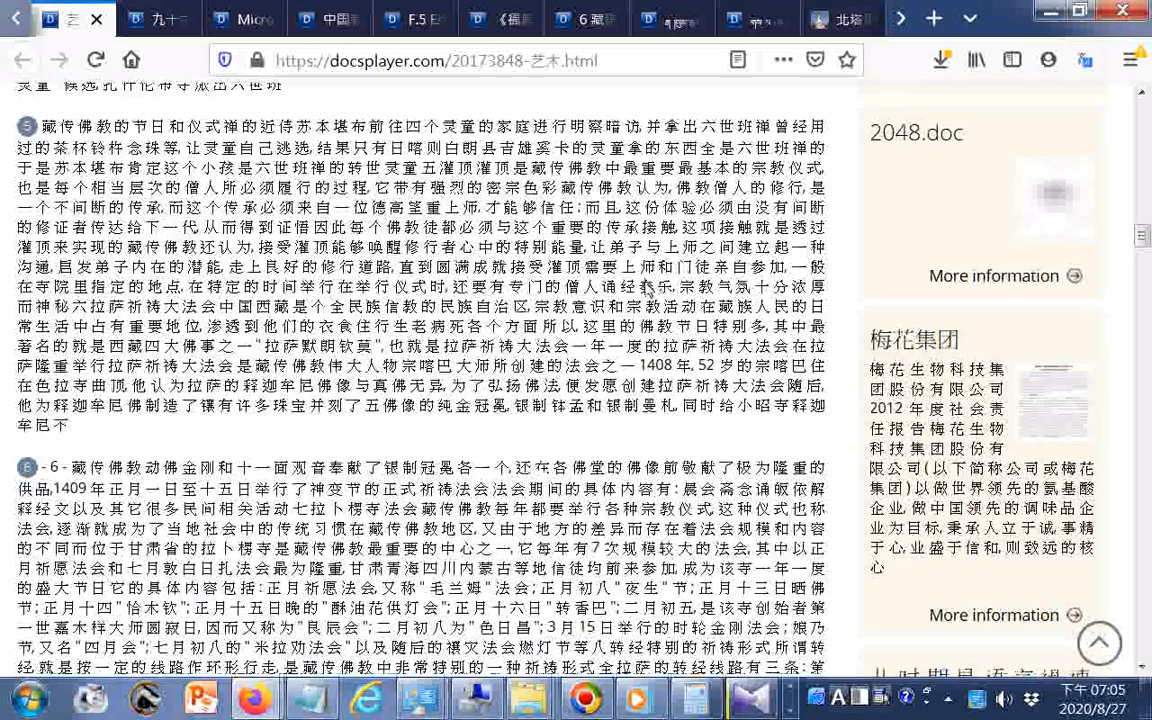 艺
九十
Micro
中国
F.5 E
《福
6 藏
北塔
https://docsplayer.com/20173848-艺术.html
5 藏传佛教的节日和仪式禅的近侍苏本堪布前往四个灵童的家庭进行明察暗访,并拿出六世班禅曾经用
过的茶杯铃杵念珠等, 让灵童自己逃选,结果只有日喀则白朗县吉雄奚卡的灵童拿的东西全是六世班禅的
于是苏本堪布肯定这个小孩是六世班禅的转世灵童五灌顶灌顶是藏传佛教中最重要最基本的宗教仪式,
也是每个相当层次的僧人所必须履行的过程,它带有强烈的密宗色彩藏传佛教认为,佛教僧人的修行,是
一个不间断的传承,而这个传承必须来自一位德高望重上师,才能够信任;而且,这份体验必须由没有间断
的修证者传达给下一代,从而得到证悟因此每个佛教徒都必须与这个重要的传承接触,这项接触就是透过
灌顶来实现的藏传佛教还认为,接受灌顶能够唤醒修行者心中的特别能量,让弟子与上师之间建立起一种
沟通,启发弟子内在的潜能,走上良好的修行道路,直到圆满成就接受灌顶需要上师和门徒亲自参加,一般
在寺院里指定的地点,在特定的时间举行在举行仪式时,还要有专门的僧人诵经奏乐,宗教气氛十分浓厚
而神秘六拉萨祈祷大法会中国西藏是个全民族信教的民族自治区,宗教意识和宗教活动在藏族人民的日
常生活中占有重要地位,渗透到他们的衣食住行生老病死各个方面所以,这里的佛教节日特别多,其中最
著名的就是西藏四大佛事之一"拉萨默朗钦莫",也就是拉萨祈祷大法会一年一度的拉萨祈祷大法会在拉
萨隆重举行拉萨祈祷大法会是藏传佛教伟大人物宗喀巴大师所创建的法会之一1408年,52岁的宗喀巴住
在色拉寺曲顶,他认为拉萨的释迦牟尼佛像与真佛无异,为了弘扬佛法,便发愿创建拉萨祈祷大法会随后,
他为释迦牟尼佛制造了镶有许多珠宝并刻了五佛像的纯金冠冕,银制钵盂和银制曼札,同时给小昭寺释迦
牟尼不
6 - 6 - 藏传佛教动佛金刚和十一面观音奉献了银制冠冕各一个,还在各佛堂的佛像前敬献了极为隆重的
供品,1409年正月一日至十五日举行了神变节的正式祈祷法会法会期间的具体内容有: 晨会斋念诵皈依解
释经文以及其它很多民间相关活动七拉卜楞寺法会藏传佛教每年都要举行各种宗教仪式,这种仪式也称
法会,逐渐就成为了当地社会中的传统习惯在藏传佛教地区,又由于地方的差异而存在着法会规模和内容
的不同而位于甘肃省的拉卜楞寺是藏传佛教最重要的中心之一,它每年有7次规模较大的法会,其中以正
月祈愿法会和七月敦白日扎法会最为隆重,甘肃青海四川内蒙古等地信徒均前来参加,成为该寺一年一度
的盛大节日它的具体内容包括:正月祈愿法会,又称"毛兰姆"法会;正月初八"夜生"节;正月十三日晒佛
节;正月十四"恰木钦";正月十五日晚的"酥油花供灯会";正月十六日"转香巴";二月初五,是该寺创始者第
一世嘉木样大师圆寂日,因而又称为"良辰会";二月初八为"色日昌";3月15日举行的时轮金刚法会;娘乃
节,又名"四月会";七月初八的"米拉劝法会"以及随后的禳灾法会燃灯节等八转经特别的祈祷形式所谓转
经,就是按一定的线路作环形行走,是藏传佛教中非常特别的一种祈祷形式全拉萨的转经线路有三条:第
2048.doc
More information
梅花集团
梅花生物科技集
团股份有限公司
2012 年度社会责
任报告梅花生物
科技集团股份有
限公司(以下简称公司或梅花
集团)以做世界领先的氨基酸
企业,做中国领先的调味品企
业为目标,秉承人立于诚,事精
于心,业盛于信和,则致远的核
心
More information
下午 07:05
2020/8/27